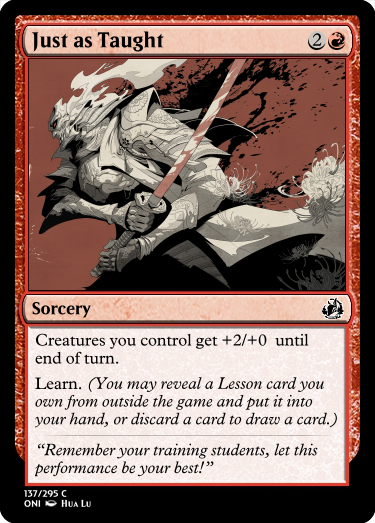 Just as Taught 2
Sorcery
Creatures you control get +2/+0  until
end of turn.
Learn. (You may reveal a Lesson card you
own from outside the game and put it into
your hand, or discard a card to draw a card.)
“Remember your training students, let this
performance be your best!”
137/295 C
ONI Hua Lu